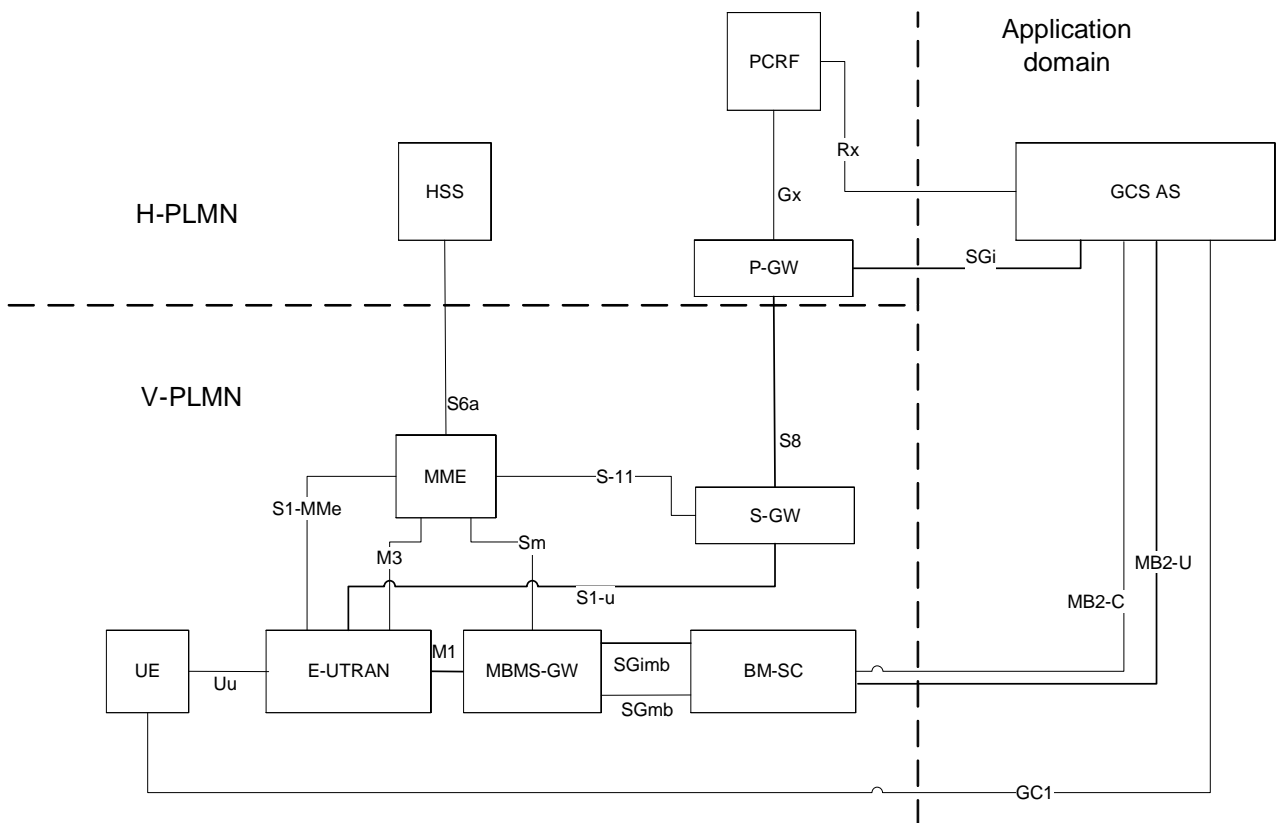 Application
domain
PCRF
Rx
HSS
GCS AS
Gx
H-PLMN
SGi
P-GW
V-PLMN
S6a
S8
MME
S-11
S1-MMe
S-GW
Sm
M3
MB2-U
S1-u
MB2-C
M1
UE
E-UTRAN
MBMS-GW
SGimb
BM-SC
Uu
SGmb
GC1